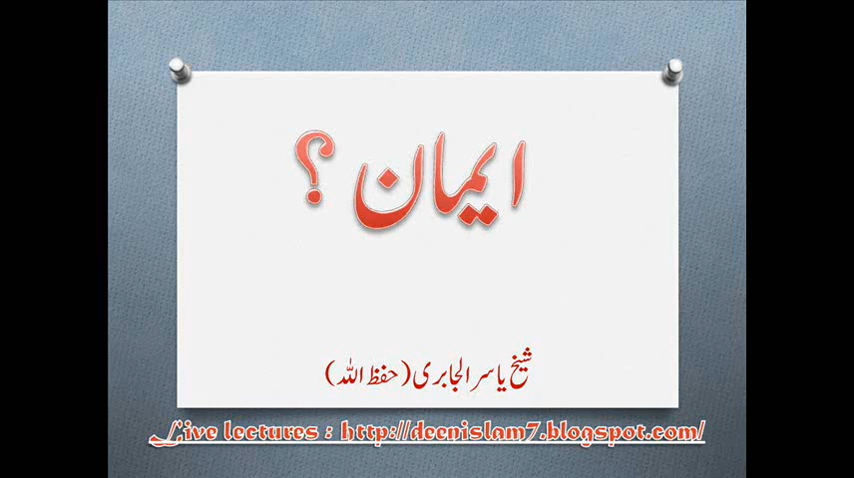 ایمان ؟
شیخ یاسر الجابری (حفظ اللہ)
Live lectures : http://deenislam7.blogspot.com/